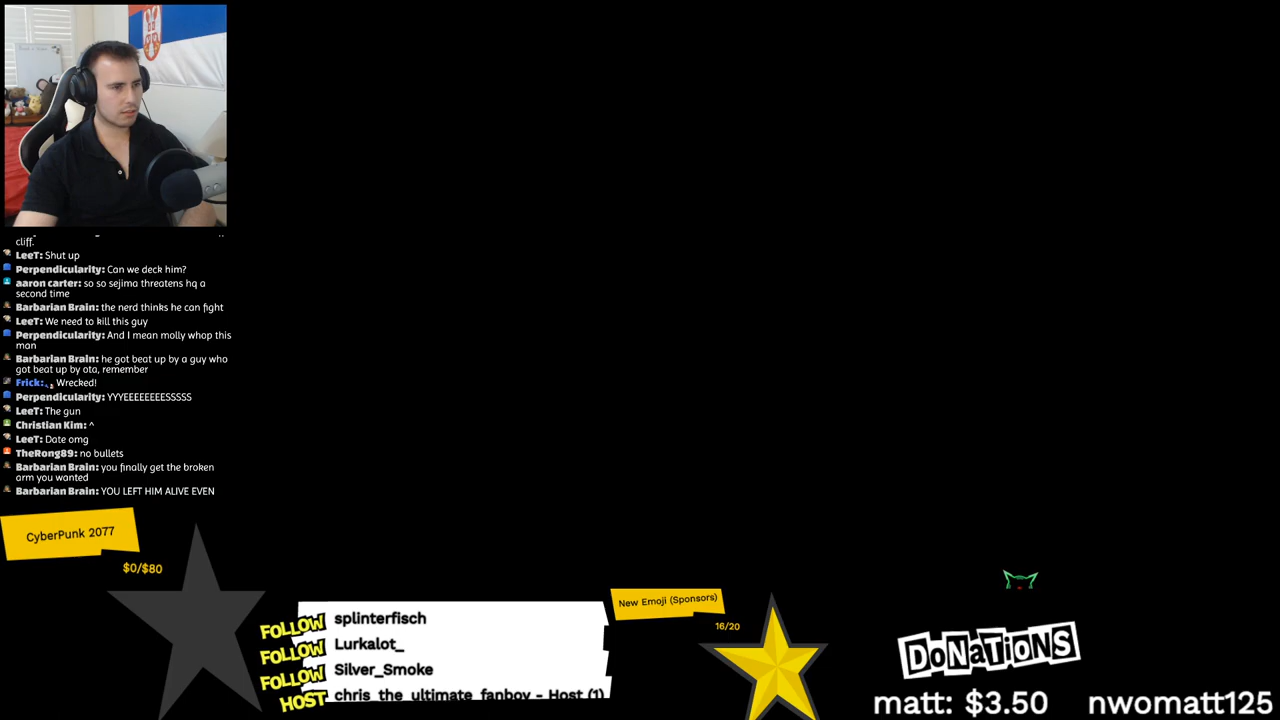 cliff.
LeeT: Shut up
Perpendicularity: Can we deck him?
aaron carter: so so sejima threatens hq a
second time
Barbarian Brain: the nerd thinks he can fight
LeeT: We need to kill this guy
Perpendicularity: And I mean molly whop this
man
Barbarian Brain: he got beat up by a guy who
got beat up by ota, remember
Frick: Wrecked!
Perpendicularity: YYYEEEEEEEESSSSS
LeeT: The gun
Christian Kim: ^
LeeT: Date omg
TheRong89: no bullets
Barbarian Brain: you finally get the broken
arm you wanted
Barbarian Brain: YOU LEFT HIM ALIVE EVEN
CyberPunk 2077
$0/$80
FOLLOW splinterfisch
FOLLOW Lurkalot_
FOLLOW Silver_Smoke
HOST chris_the_ultimate_fanboy - Host (1)
New Emoji (Sponsors)
16/20
DoNaTiONS
matt: $3.50 nwomatt125